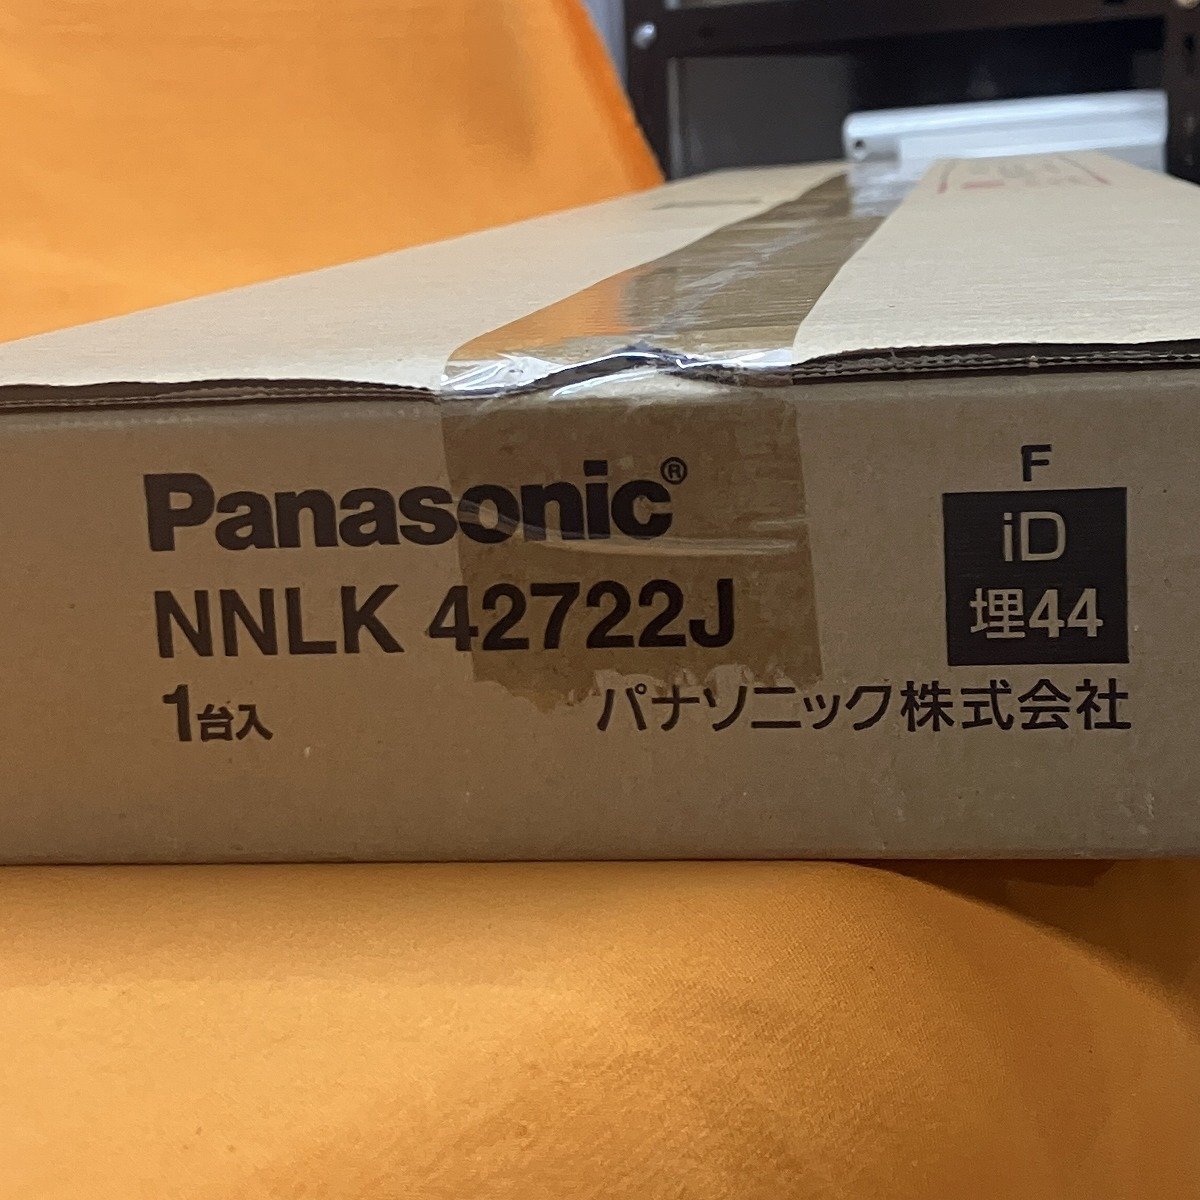 Panasonic®
NNLK 42722J
1台入
F
iD
埋44
パナソニック株式会社